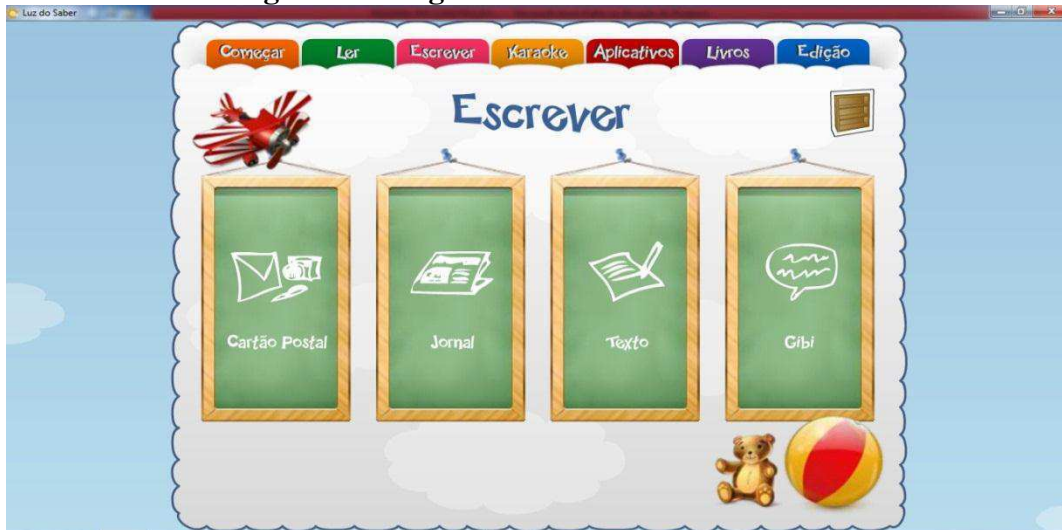 Luz do Saber
Começar Ler Escrever Karaoke Aplicativos Livros Edição
Escrever
Cartão Postal Jornal Texto Gibi